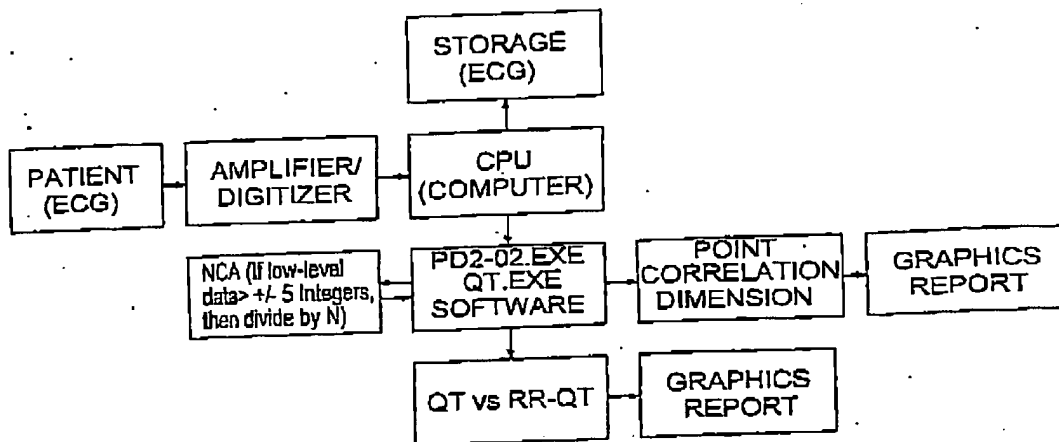 STORAGE
(ECG)
PATIENT
(ECG)
AMPLIFIER/
DIGITIZER
CPU
(COMPUTER)
NCA (If low-level
data> +/- 5 Integers,
then divide by N)
PD2-02.EXE
QT.EXE
SOFTWARE
POINT
CORRELATION
DIMENSION
GRAPHICS
REPORT
QT vs RR-QT
GRAPHICS
REPORT